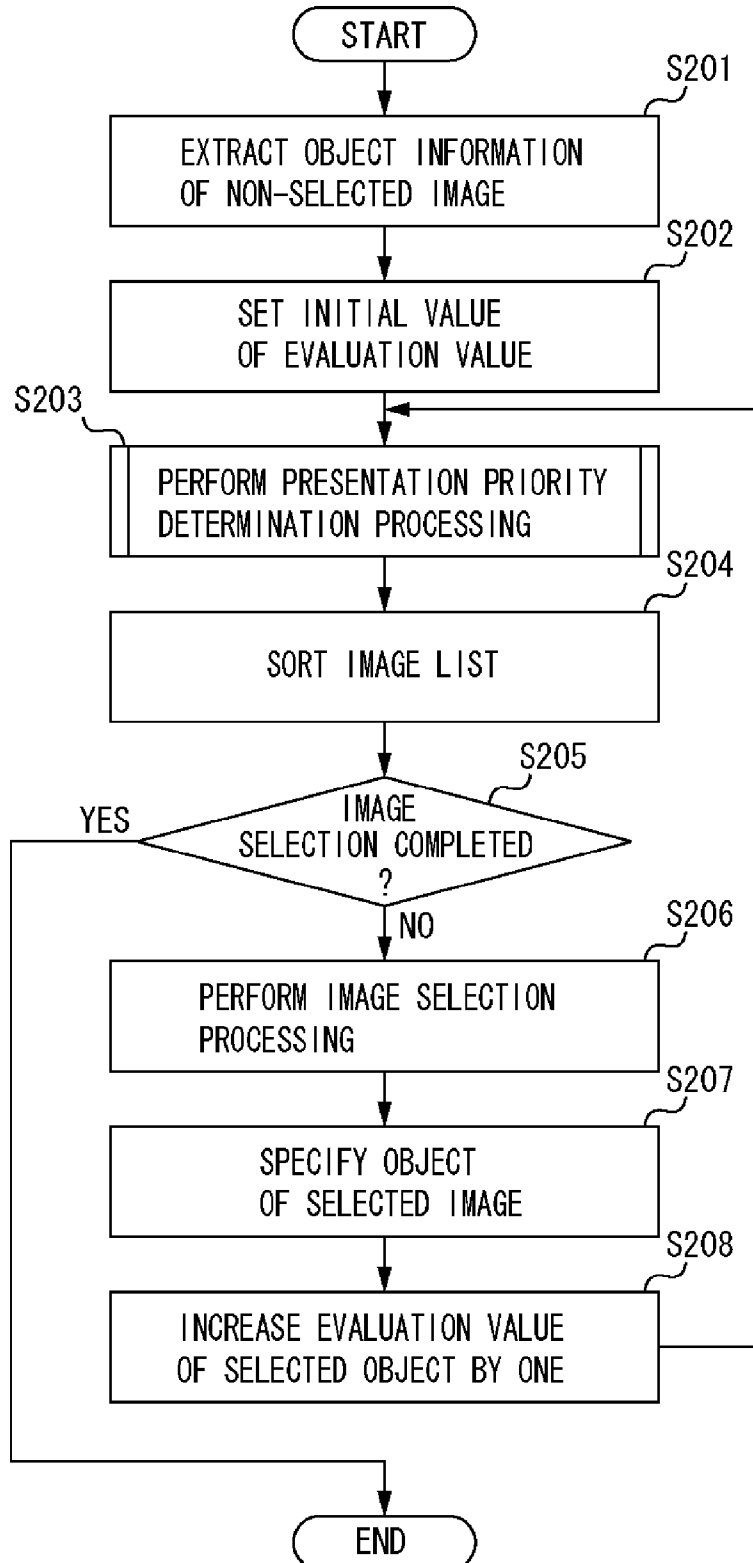 START
S201
EXTRACT OBJECT INFORMATION
OF NON-SELECTED IMAGE
S202
SET INITIAL VALUE
OF EVALUATION VALUE
S203
PERFORM PRESENTATION PRIORITY
DETERMINATION PROCESSING
S204
SORT IMAGE LIST
S205
YES
IMAGE
SELECTION COMPLETED
?
NO
S206
PERFORM IMAGE SELECTION
PROCESSING
S207
SPECIFY OBJECT
OF SELECTED IMAGE
S208
INCREASE EVALUATION VALUE
OF SELECTED OBJECT BY ONE
END